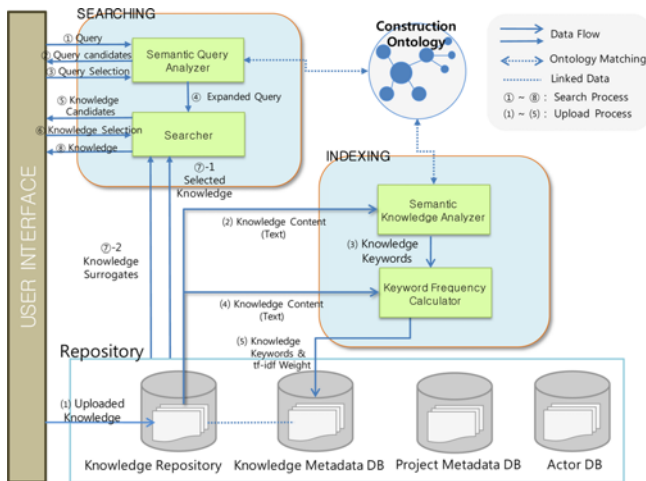 SEARCHING
① Query
② Query candidates
③ Query Selection
Semantic Query
Analyzer
④ Expanded Query
⑤ Knowledge
Candidates
⑥ Knowledge Selection
⑧ Knowledge
Searcher
⑦-1
Selected
Knowledge
⑦-2
Knowledge
Surrogates
USER INTERFACE
Construction
Ontology
Data Flow
Ontology Matching
Linked Data
① ~ ⑧ : Search Process
(1) ~ (5) : Upload Process
INDEXING
Semantic
Knowledge Analyzer
(2) Knowledge Content
(Text)
(3) Knowledge
Keywords
Keyword Frequency
Calculator
(4) Knowledge Content
(Text)
(5) Knowledge
Keywords &
tf-idf Weight
Repository
(1) Uploaded
Knowledge
Knowledge Repository
Knowledge Metadata DB
Project Metadata DB
Actor DB